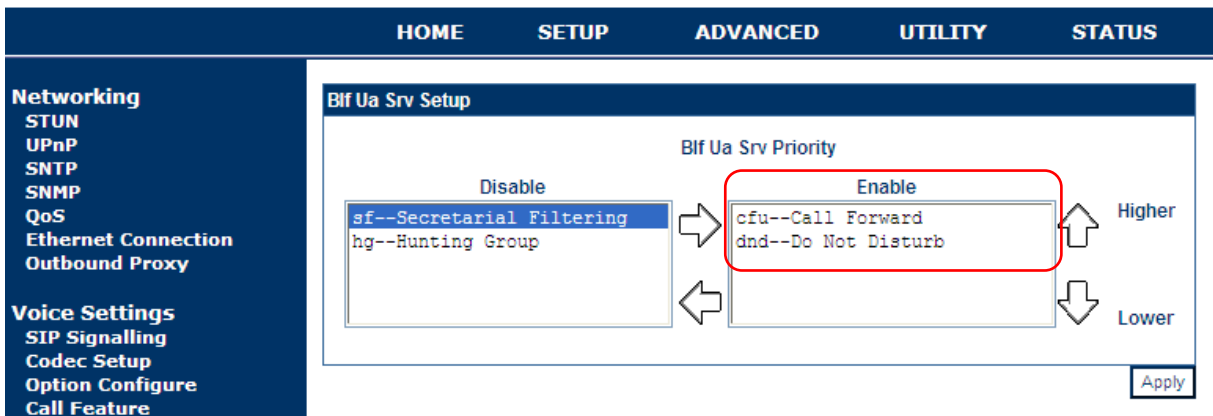 HOME SETUP ADVANCED UTILITY STATUS
Networking
STUN
UPnP
SNTP
SNMP
QoS
Ethernet Connection
Outbound Proxy
Voice Settings
SIP Signalling
Codec Setup
Option Configure
Call Feature
Blf Ua Srv Setup
Blf Ua Srv Priority
Disable
sf--Secretarial Filtering
hg--Hunting Group
Enable
cfu--Call Forward
dnd--Do Not Disturb
Higher
Lower
Apply